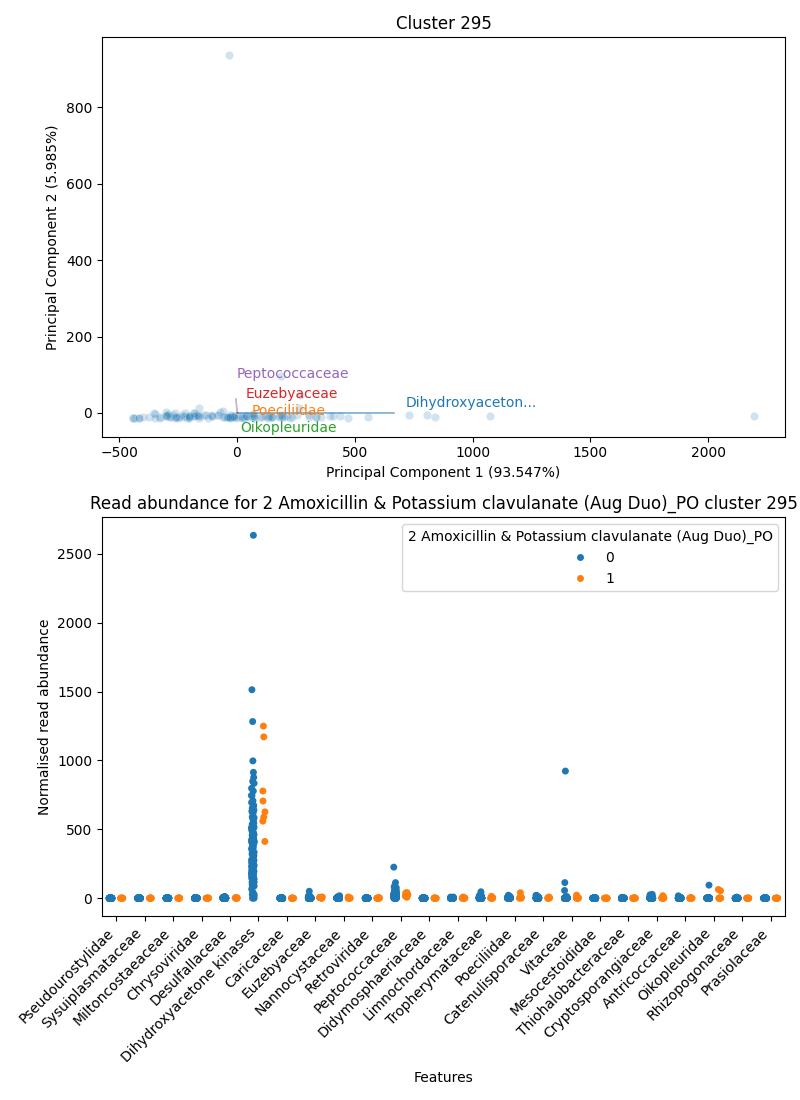 Cluster 295
Principal Component 2 (5.985%)
800
600
400
200
0
Peptococcaceae
Euzebyaceae
Poeciliidae
Oikopleuridae
Dihydroxyaceton...
−500
0
500
1000
1500
2000
Principal Component 1 (93.547%)
Read abundance for 2 Amoxicillin & Potassium clavulanate (Aug Duo)_PO cluster 295
2 Amoxicillin & Potassium clavulanate (Aug Duo)_PO
0
1
Normalised read abundance
2500
2000
1500
1000
500
0
Pseudourostylidae
Sysuiplasmataceae
Miltoncostaeaceae
Chrysoviridae
Desulfallaceae
Dihydroxyacetone kinases
Caricaceae
Euzebyaceae
Nannocystaceae
Retroviridae
Peptococcaceae
Didymosphaeriaceae
Limnochordaceae
Tropherymataceae
Poeciliidae
Catenulisporaceae
Vitaceae
Mesocestoididae
Thiohalobacteraceae
Cryptosporangiaceae
Antricoccaceae
Oikopleuridae
Rhizopogonaceae
Prasiolaceae
Features